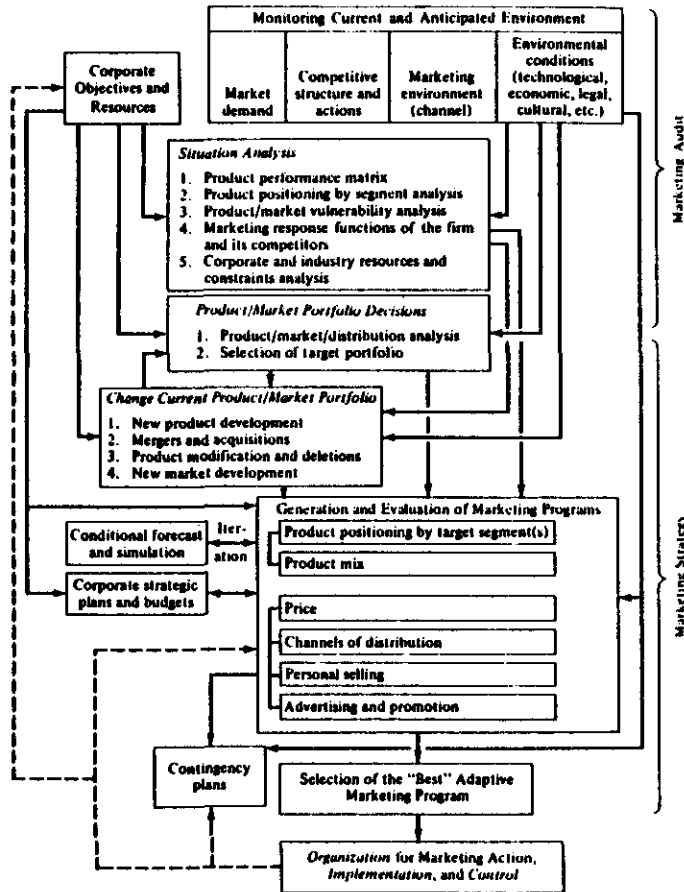 Monitoring Current and Anticipated Environment
Corporate
Objectives and
Resources
Market
demand
Competitive
structure and
actions
Marketing
environment
(channel)
Environmental
conditions
(technological,
economic, legal,
cultural, etc.)
Marketing Audit
Situation Analysis
1. Product performance matrix
2. Product positioning by segment analysis
3. Product/market vulnerability analysis
4. Marketing response functions of the firm
and its competitors
5. Corporate and industry resources and
constraints analysis
Product/Market Portfolio Decisions
1. Product/market/distribution analysis
2. Selection of target portfolio
Change Current Product/Market Portfolio
1. New product development
2. Mergers and acquisitions
3. Product modification and deletions
4. New market development
Marketing Strategy
Generation and Evaluation of Marketing Programs
Conditional forecast
and simulation
Iter-
ation
Product positioning by target segment(s)
Product mix
Corporate strategic
plans and budgets
Price
Channels of distribution
Personal selling
Advertising and promotion
Contingency
plans
Selection of the "Best" Adaptive
Marketing Program
Organization for Marketing Action,
Implementation, and Control